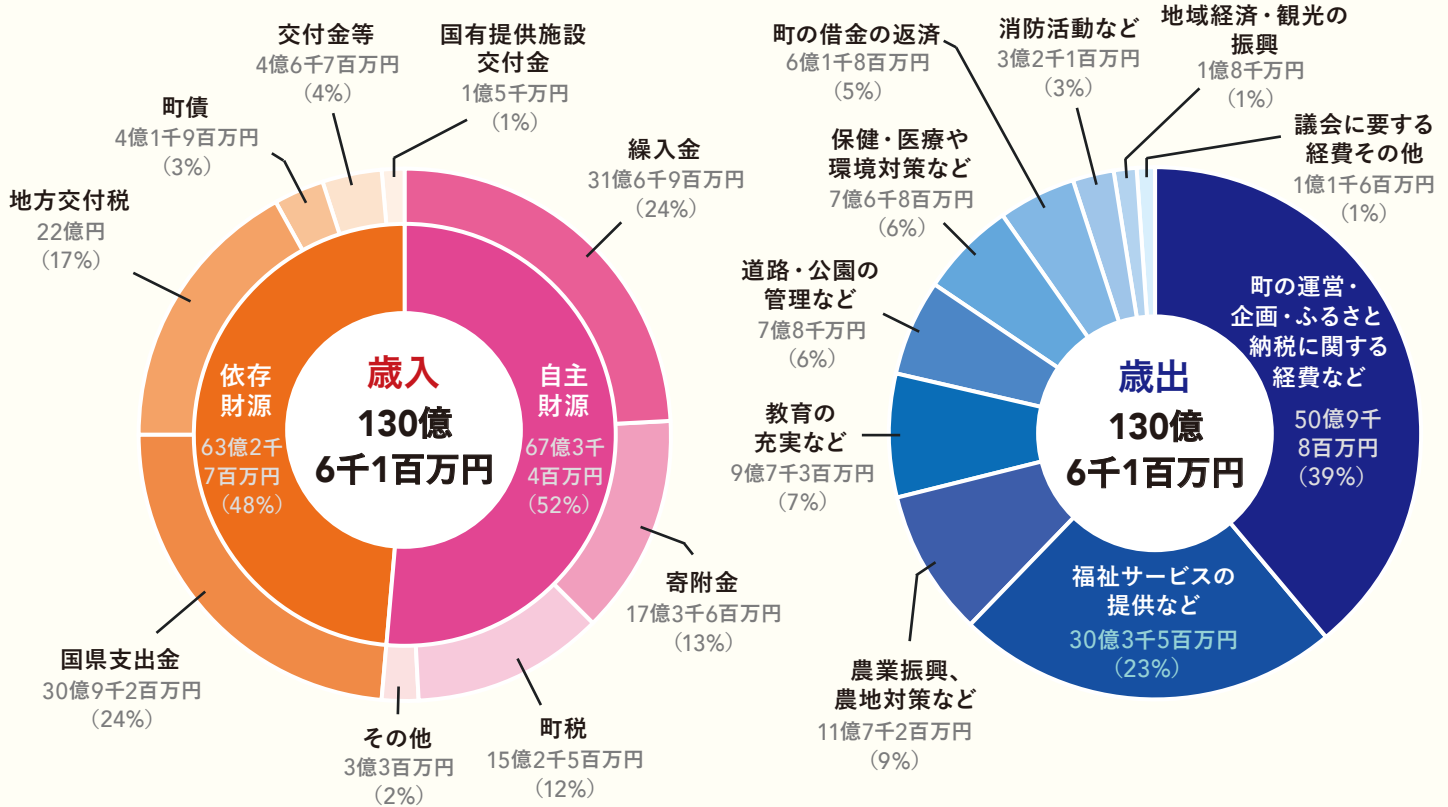 歳入
130億
6千1百万円
自主
財源
67億3千
4百万円
(52%)
依存
財源
63億2千
7百万円
(48%)
繰入金
31億6千9百万円
(24%)
寄附金
17億3千6百万円
(13%)
町税
15億2千5百万円
(12%)
その他
3億3百万円
(2%)
国県支出金
30億9千2百万円
(24%)
地方交付税
22億円
(17%)
町債
4億1千9百万円
(3%)
交付金等
4億6千7百万円
(4%)
国有提供施設
交付金
1億5千万円
(1%)
歳出
130億
6千1百万円
町の運営・
企画・ふるさと
納税に関する
経費など
50億9千
8百万円
(39%)
福祉サービスの
提供など
30億3千5百万円
(23%)
農業振興、
農地対策など
11億7千2百万円
(9%)
教育の
充実など
9億7千3百万円
(7%)
道路・公園の
管理など
7億8千万円
(6%)
保健・医療や
環境対策など
7億6千8百万円
(6%)
町の借金の返済
6億1千8百万円
(5%)
消防活動など
3億2千1百万円
(3%)
地域経済・観光の
振興
1億8千万円
(1%)
議会に要する
経費その他
1億1千6百万円
(1%)